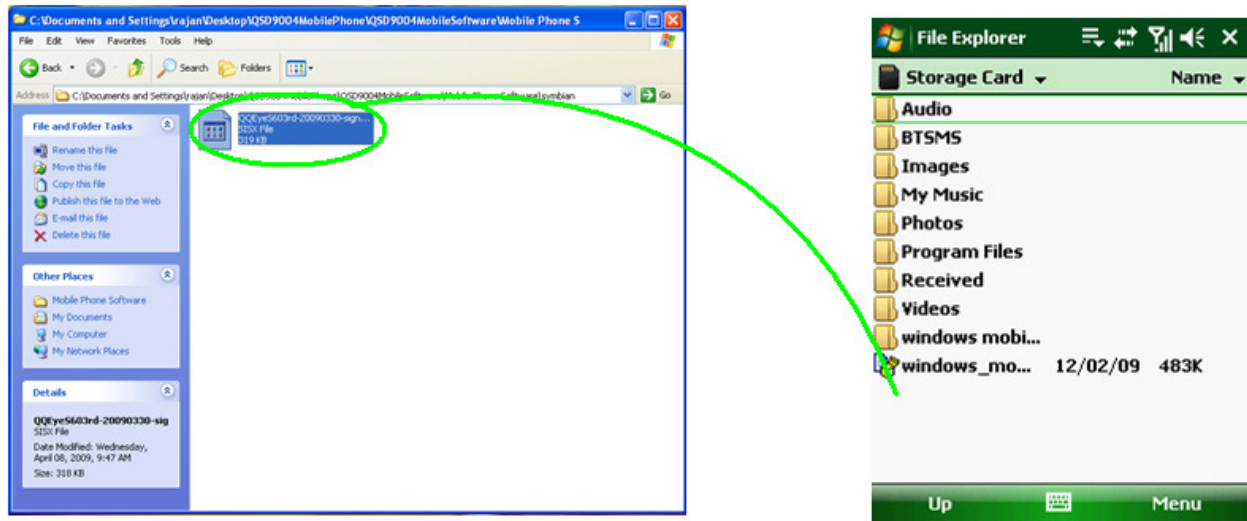 C:\Documents and Settings\rajan\Desktop\QSD9004MobilePhone\QSD9004MobileSoftware\Mobile Phone S
File Edit View Favorites Tools Help
Back Search Folders
Address C:\Documents and Settings\rajan\Desktop\ \symbian Go
File and Folder Tasks
Rename this file
Move this file
Copy this file
Publish this file to the Web
E-mail this file
Delete this file
Other Places
Mobile Phone Software
My Documents
My Computer
My Network Places
Details
QQEyeS603rd-20090330-sig
SISX File
Date Modified: Wednesday,
April 08, 2009, 9:47 AM
Size: 318 KB
QQEyeS603rd-20090330-sign...
SISX File
319 KB
File Explorer
Storage Card Name
Audio
BTSMS
Images
My Music
Photos
Program Files
Received
Videos
windows mobi...
windows_mo... 12/02/09 483K
Up Menu